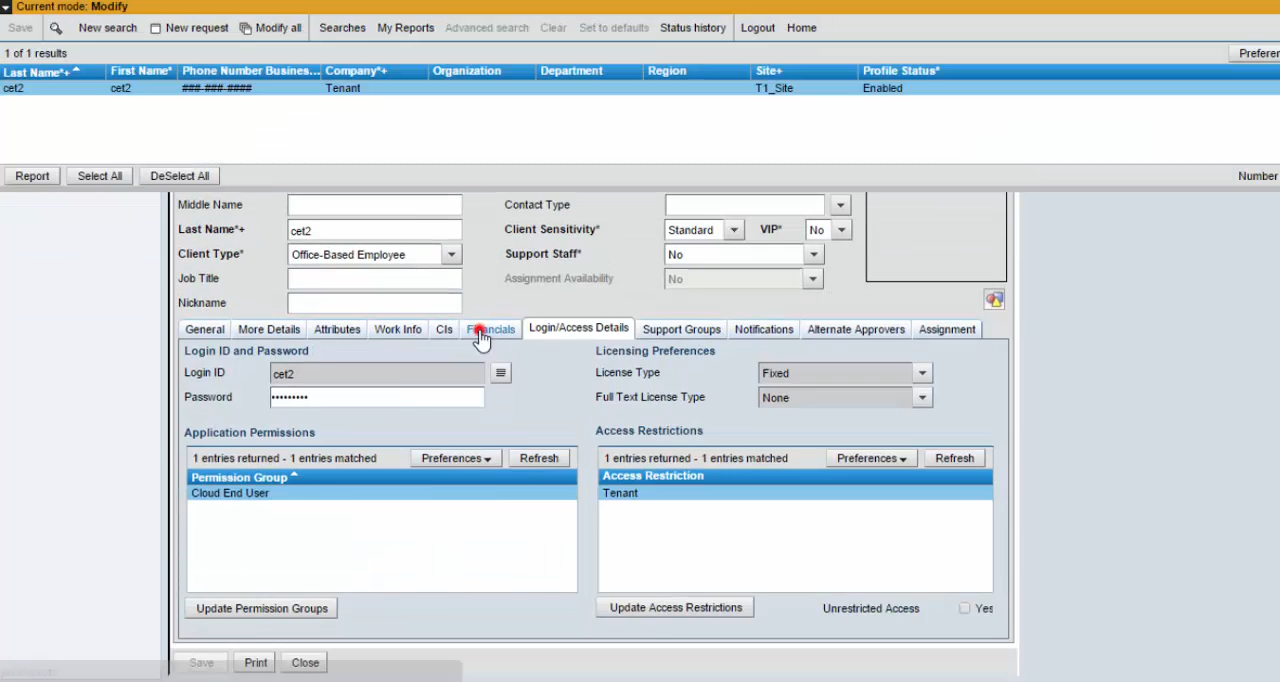 Current mode: Modify
Save New search New request Modify all Searches My Reports Advanced search Clear Set to defaults Status history Logout Home
1 of 1 results Prefere
Last Name*+ First Name* Phone Number Busines... Company*+ Organization Department Region Site+ Profile Status*
cet2 cet2 ###-###-#### Tenant T1_Site Enabled
Report Select All DeSelect All Number
Middle Name Contact Type
Last Name*+ cet2 Client Sensitivity* Standard VIP* No
Client Type* Office-Based Employee Support Staff* No
Job Title Assignment Availability No
Nickname
General More Details Attributes Work Info CIs Financials Login/Access Details Support Groups Notifications Alternate Approvers Assignment
Login ID and Password Licensing Preferences
Login ID cet2 License Type Fixed
Password ••••••••• Full Text License Type None
Application Permissions Access Restrictions
1 entries returned - 1 entries matched Preferences Refresh 1 entries returned - 1 entries matched Preferences Refresh
Permission Group Access Restriction
Cloud End User Tenant
Update Permission Groups Update Access Restrictions Unrestricted Access Yes
Save Print Close